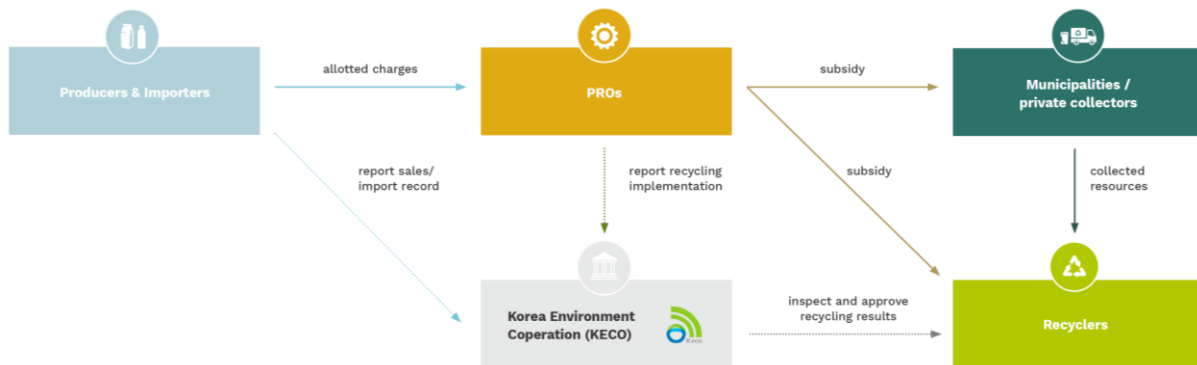 Producers & Importers
allotted charges
PROs
subsidy
Municipalities /
private collectors
report sales/
import record
report recycling
implementation
subsidy
collected
resources
Korea Environment
Coperation (KECO)
Keco
inspect and approve
recycling results
Recyclers